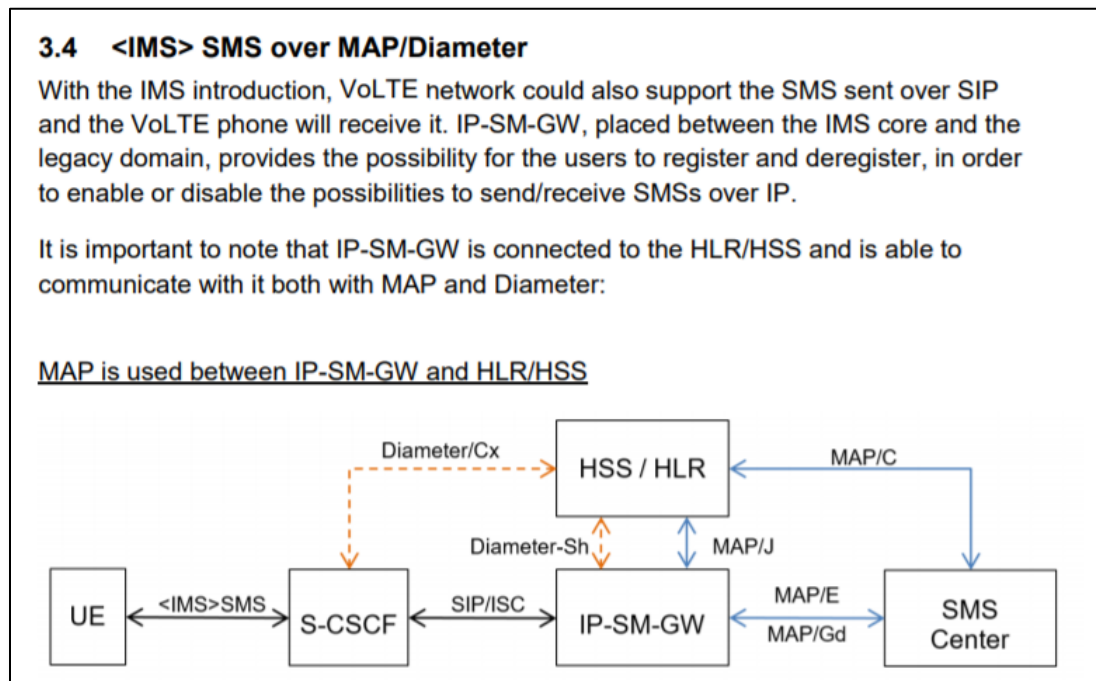 3.4 <IMS> SMS over MAP/Diameter
With the IMS introduction, VoLTE network could also support the SMS sent over SIP
and the VoLTE phone will receive it. IP-SM-GW, placed between the IMS core and the
legacy domain, provides the possibility for the users to register and deregister, in order
to enable or disable the possibilities to send/receive SMSs over IP.
It is important to note that IP-SM-GW is connected to the HLR/HSS and is able to
communicate with it both with MAP and Diameter:
MAP is used between IP-SM-GW and HLR/HSS
Diameter/Cx
HSS / HLR
MAP/C
Diameter-Sh
MAP/J
UE
<IMS>SMS
S-CSCF
SIP/ISC
IP-SM-GW
MAP/E
MAP/Gd
SMS
Center